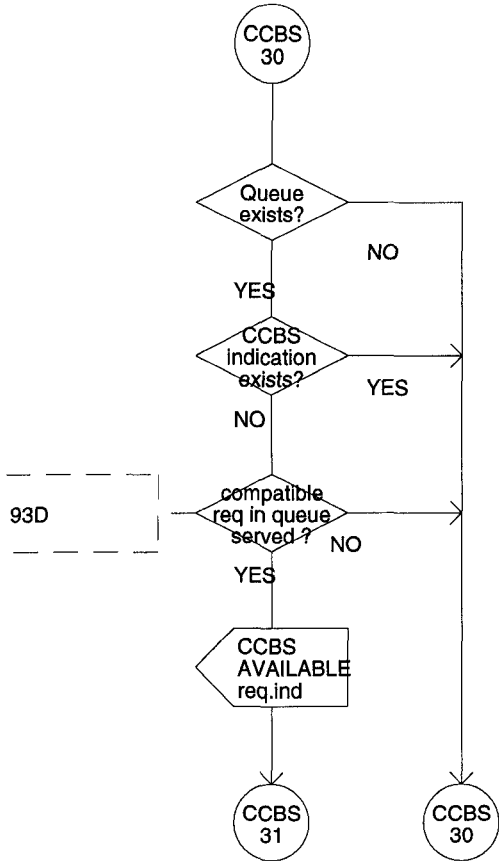 CCBS
30
Queue
exists?
NO
YES
CCBS
indication
exists?
YES
NO
compatible
req in queue
served ?
93D
NO
YES
CCBS
AVAILABLE
req.ind
CCBS
31
CCBS
30